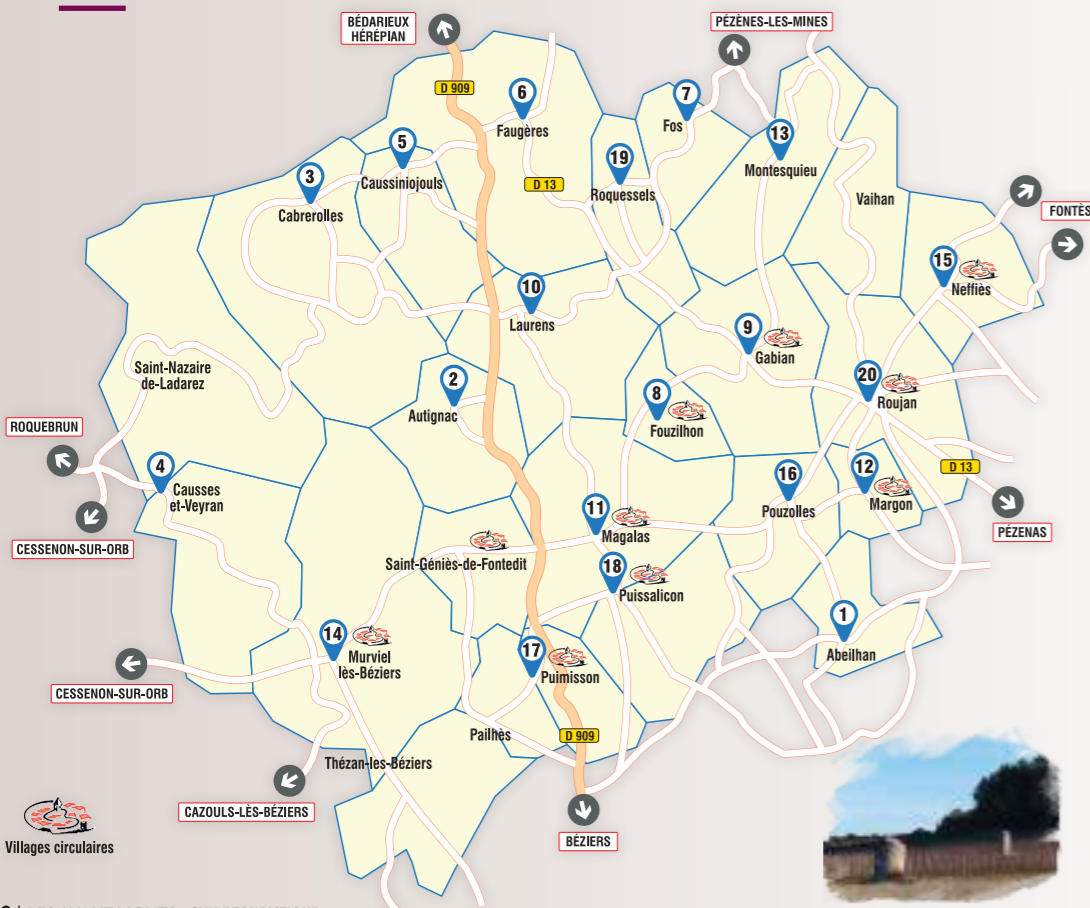 BÉDARIEUX
HÉRÉPIAN
PÉZÈNES-LES-MINES
D 909
6
Faugères
7
Fos
13
Montesquieu
5
Caussiniojouls
19
Roquessels
D 13
3
Cabrerolles
Vaihan
FONTÈS
15
Neffiès
10
Laurens
9
Gabian
Saint-Nazaire
de-Ladarez
2
Autignac
8
Fouzilhon
20
Roujan
ROQUEBRUN
4
Causses
et-Veyran
16
Pouzolles
12
Margon
D 13
PÉZENAS
CESSENON-SUR-ORB
11
Magalas
Saint-Géniès-de-Fontedit
18
Puissalicon
1
Abeilhan
14
Murviel
lès-Béziers
17
Puimisson
CESSENON-SUR-ORB
Pailhès
D 909
Thézan-les-Béziers
CAZOULS-LÈS-BÉZIERS
BÉZIERS
Villages circulaires